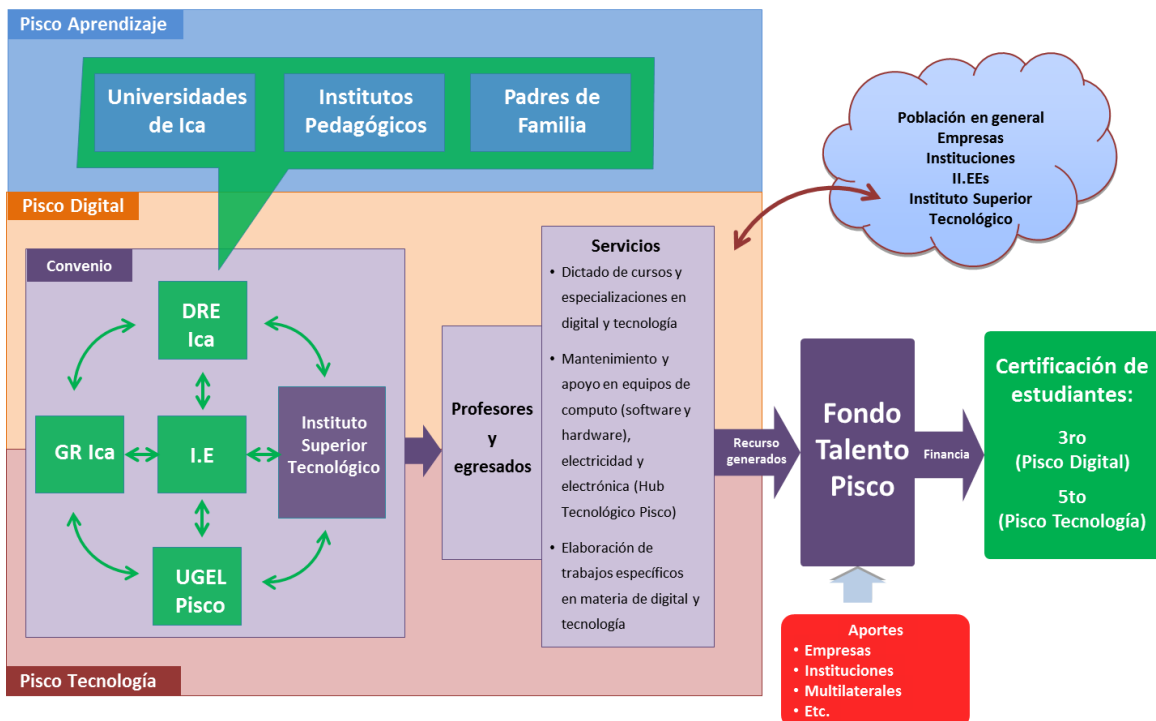 Pisco Aprendizaje
Universidades
de Ica
Institutos
Pedagógicos
Padres de
Familia
Población en general
Empresas
Instituciones
II.EEs
Instituto Superior
Tecnológico
Pisco Digital
Convenio
DRE
Ica
GR Ica
I.E
Instituto
Superior
Tecnológico
UGEL
Pisco
Profesores
y
egresados
Servicios
• Dictado de cursos y
especializaciones en
digital y tecnología
• Mantenimiento y
apoyo en equipos de
computo (software y
hardware),
electricidad y
electrónica (Hub
Tecnológico Pisco)
• Elaboración de
trabajos específicos
en materia de digital y
tecnología
Recurso
generados
Fondo
Talento
Pisco
Financia
Certificación de
estudiantes:
3ro
(Pisco Digital)
5to
(Pisco Tecnología)
Aportes
• Empresas
• Instituciones
• Multilaterales
• Etc.
Pisco Tecnología